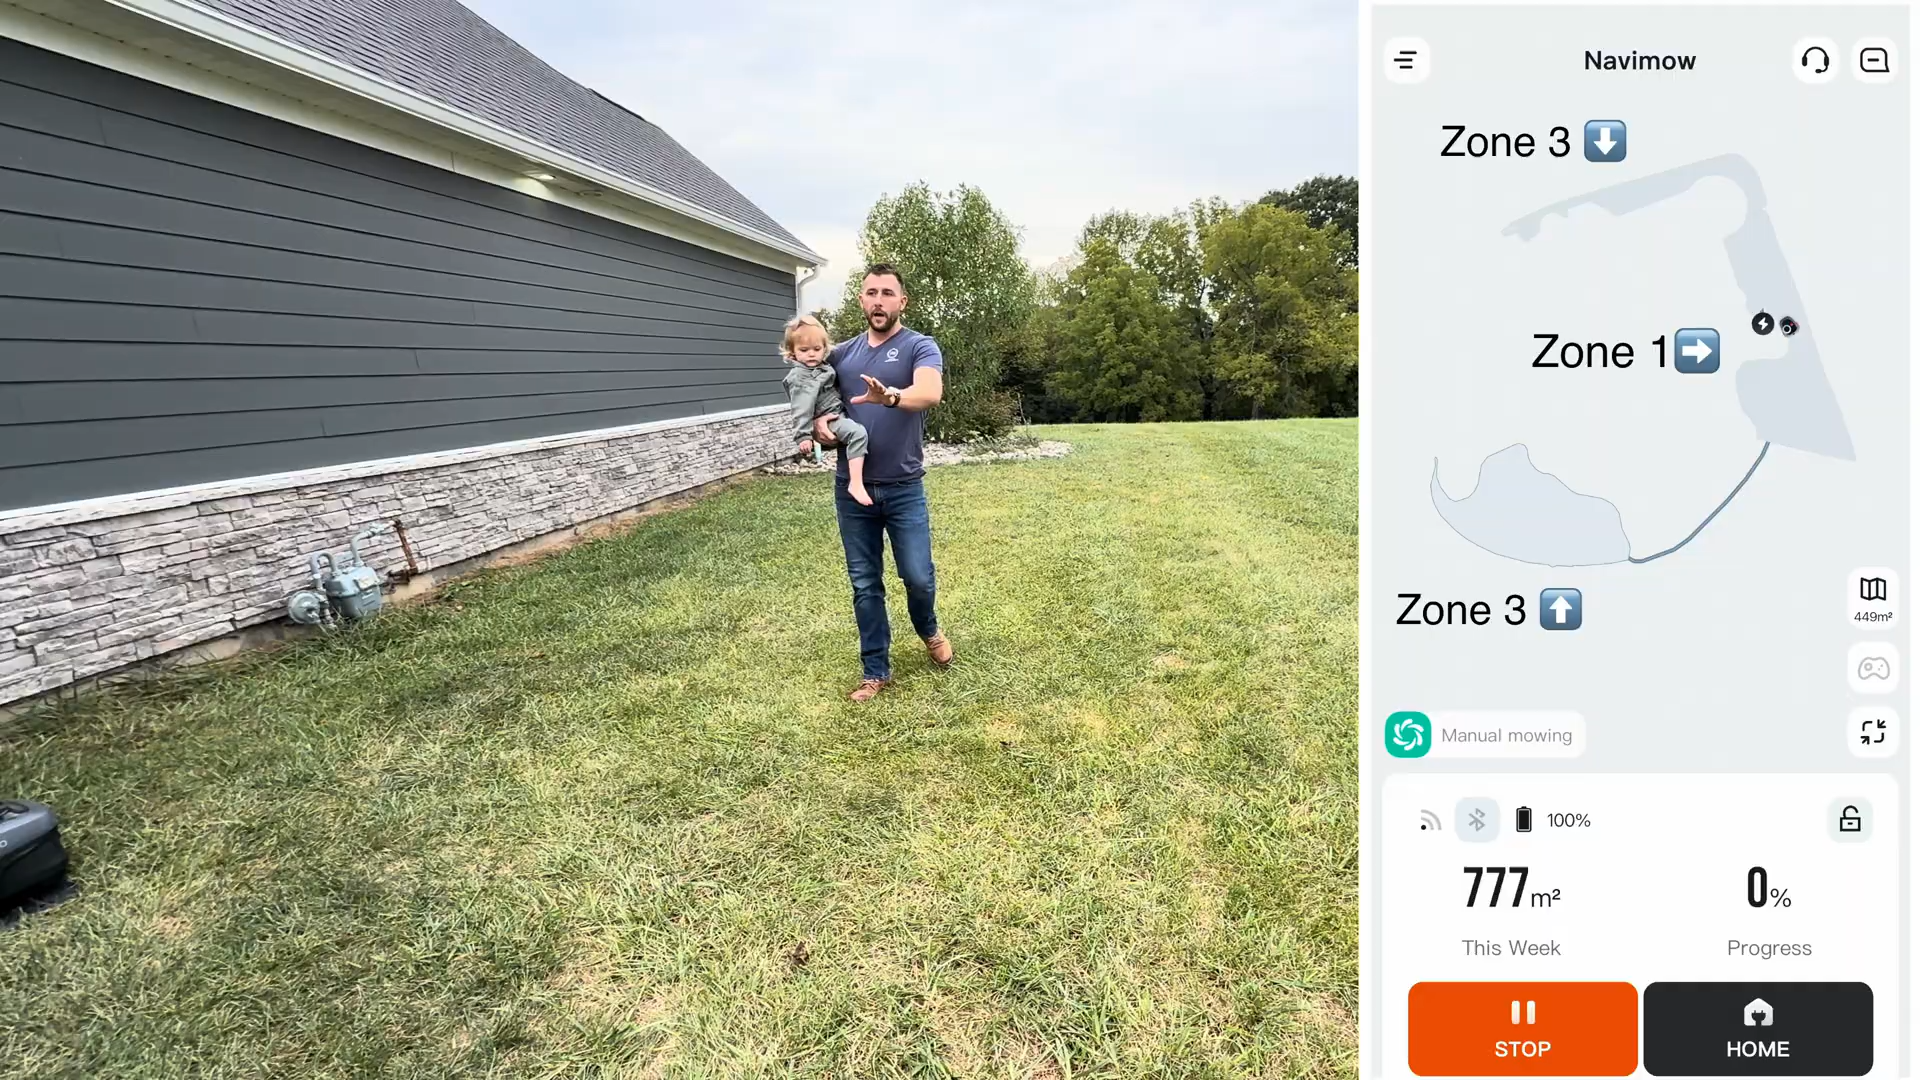 Navimow
Zone 3
Zone 1
449m²
Zone 3
Manual mowing
100%
777m²
0%
This Week
Progress
STOP
HOME